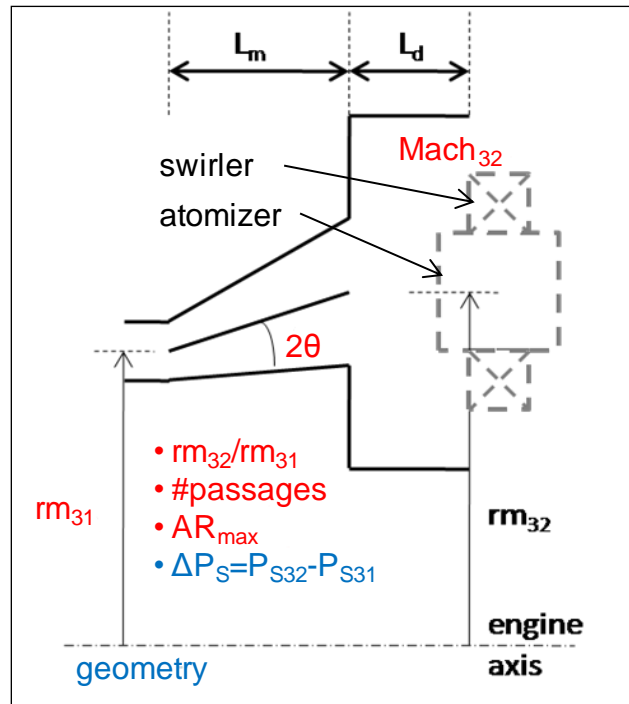 Lm Ld
Mach32
swirler
atomizer
2θ
• rm32/rm31
• #passages
• ARmax
• ΔPS=PS32-PS31
rm31
rm32
engine
axis
geometry